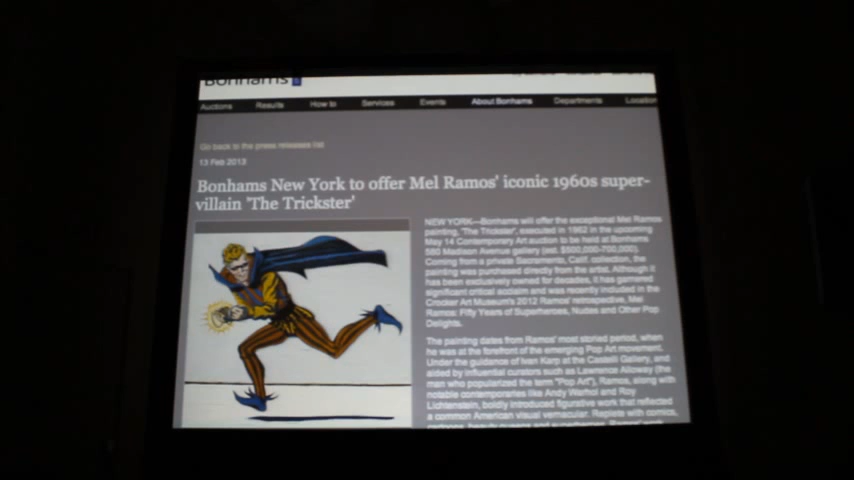 Bonhams
Auctions Results How to Services Events About Bonhams Departments Location
Go back to the press releases list
13 Feb 2013
Bonhams New York to offer Mel Ramos' iconic 1960s super-
villain 'The Trickster'
NEW YORK—Bonhams will offer the exceptional Mel Ramos
painting, 'The Trickster', executed in 1962 in the upcoming
May 14 Contemporary Art auction to be held at Bonhams
580 Madison Avenue gallery (est. $500,000-700,000).
Coming from a private Sacramento, Calif. collection, the
painting was purchased directly from the artist. Although it
has been exclusively owned for decades, it has garnered
significant critical acclaim and was recently included in the
Crocker Art Museum's 2012 Ramos' retrospective, Mel
Ramos: Fifty Years of Superheroes, Nudes and Other Pop
Delights.
The painting dates from Ramos' most storied period, when
he was at the forefront of the emerging Pop Art movement.
Under the guidance of Ivan Karp at the Castelli Gallery, and
aided by influential curators such as Lawrence Alloway (the
man who popularized the term "Pop Art"), Ramos, along with
notable contemporaries like Andy Warhol and Roy
Lichtenstein, boldly introduced figurative work that reflected
a common American visual vernacular. Replete with comics,
cartoons, beauty queens and superheroes, Ramos' work